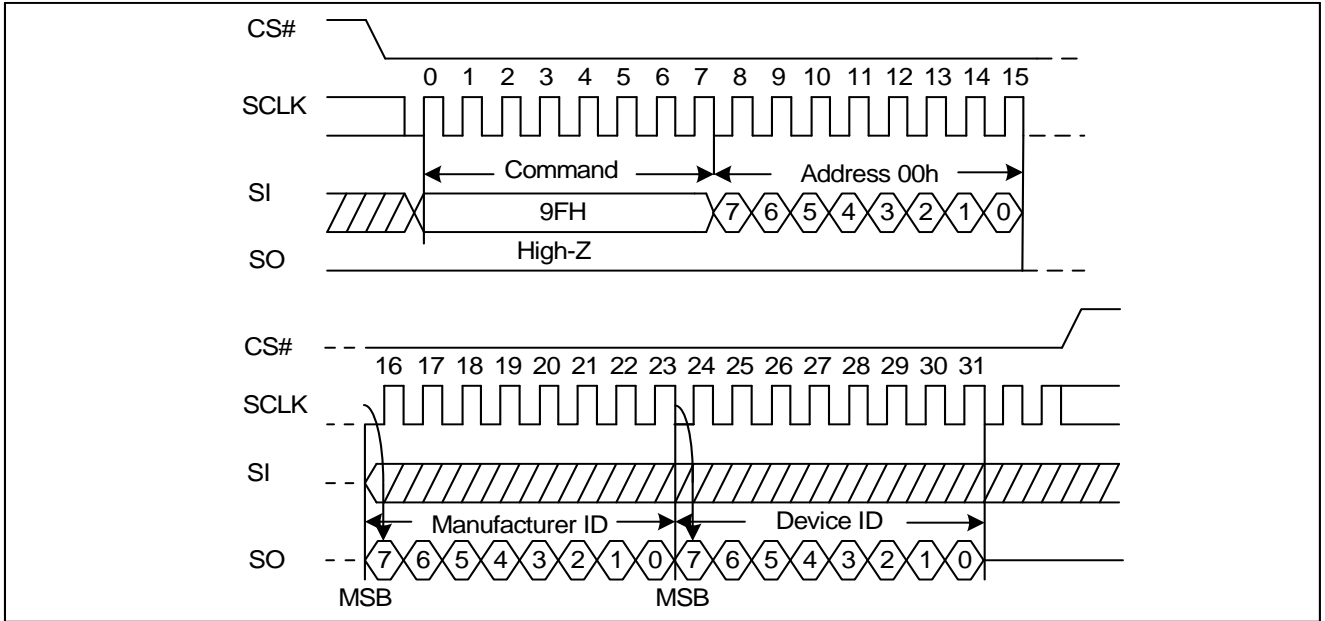 CS#
0 1 2 3 4 5 6 7 8 9 10 11 12 13 14 15
SCLK
Command Address 00h
SI
9FH 7 6 5 4 3 2 1 0
High-Z
SO
CS#
16 17 18 19 20 21 22 23 24 25 26 27 28 29 30 31
SCLK
SI
Manufacturer ID Device ID
SO 7 6 5 4 3 2 1 0 7 6 5 4 3 2 1 0
MSB MSB